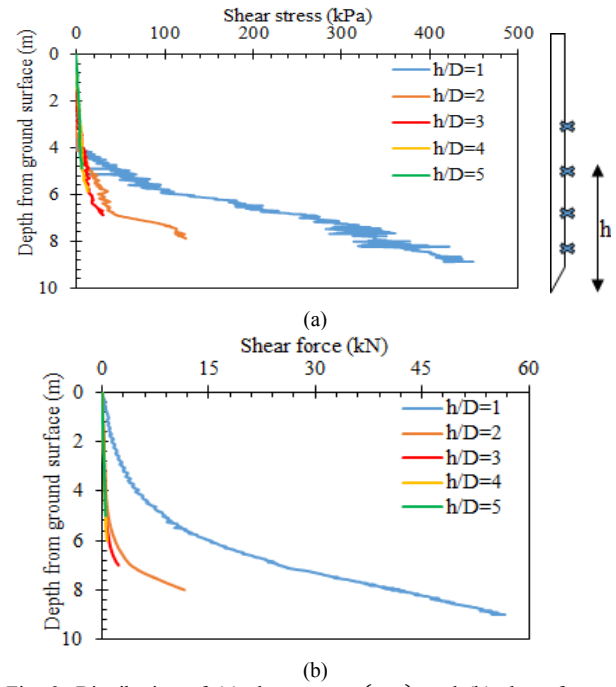 Shear stress (kPa)
0 100 200 300 400 500
Depth from ground surface (m)
0
2
4
6
8
10
h/D=1
h/D=2
h/D=3
h/D=4
h/D=5
h
(a)
Shear force (kN)
0 15 30 45 60
Depth from ground surface (m)
0
2
4
6
8
10
h/D=1
h/D=2
h/D=3
h/D=4
h/D=5
(b)